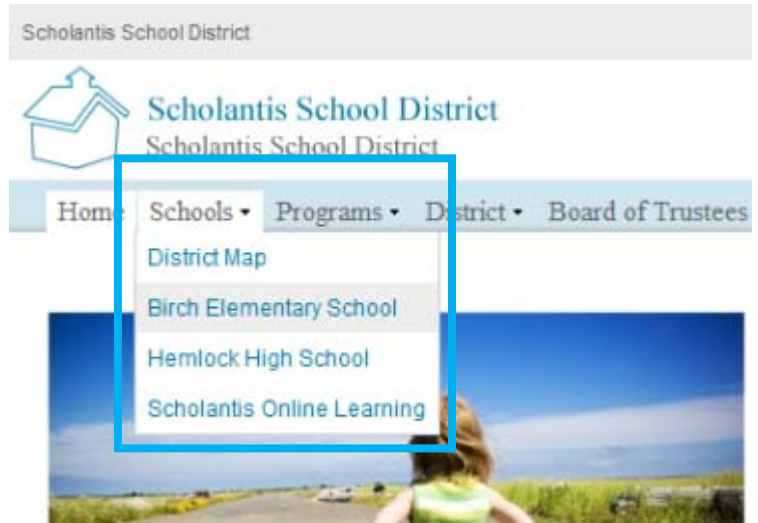 Scholantis School District
Scholantis School District
Scholantis School District
Home Schools Programs District Board of Trustees
District Map
Birch Elementary School
Hemlock High School
Scholantis Online Learning